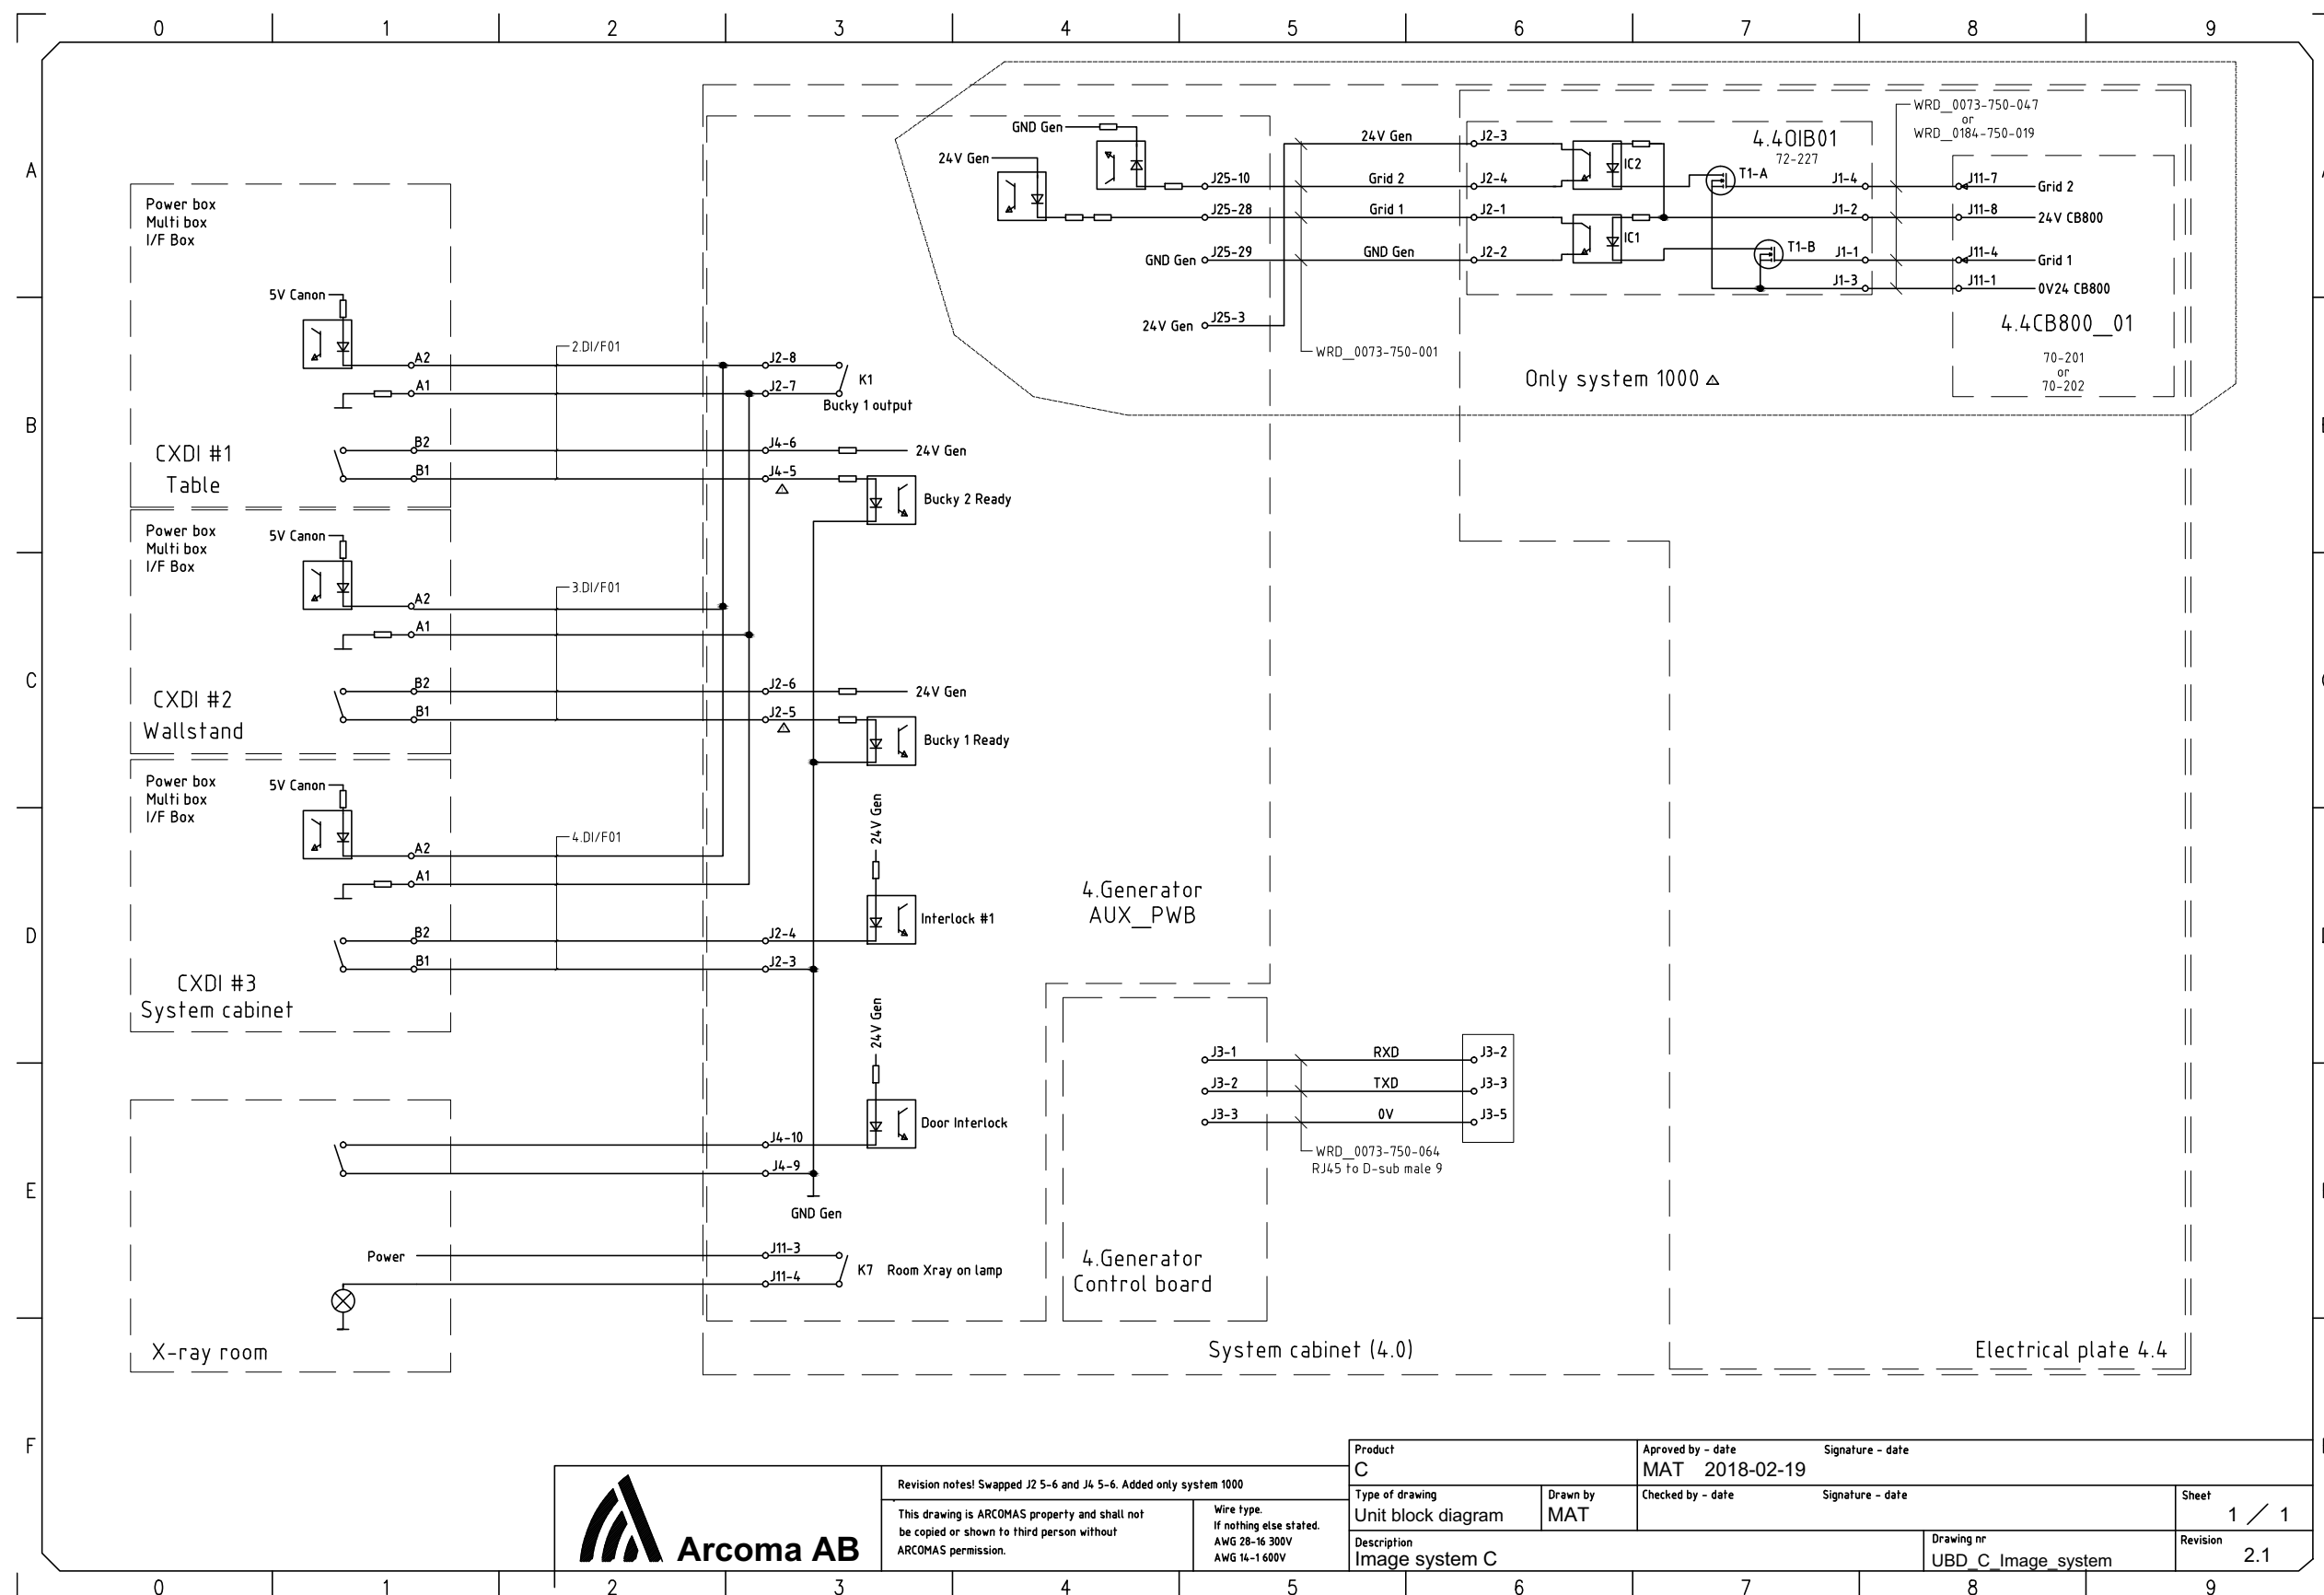 0 1 2 3 4 5 6 7 8 9
A
B
C
D
E
F
Power box
Multi box
I/F Box
5V Canon
A2
A1
B2
B1
CXDI #1
Table
2.DI/F01
J2-8
J2-7
K1
Bucky 1 output
J4-6
24V Gen
J4-5
Bucky 2 Ready
Power box
Multi box
I/F Box
5V Canon
A2
A1
B2
B1
CXDI #2
Wallstand
3.DI/F01
J2-6
24V Gen
J2-5
Bucky 1 Ready
Power box
Multi box
I/F Box
5V Canon
A2
A1
B2
B1
CXDI #3
System cabinet
4.DI/F01
24V Gen
Interlock #1
J2-4
J2-3
24V Gen
Door Interlock
J4-10
J4-9
GND Gen
Power
J11-3
J11-4
K7 Room Xray on lamp
X-ray room
GND Gen
24V Gen
J25-10
J25-28
GND Gen
J25-29
24V Gen
J25-3
24V Gen
Grid 2
Grid 1
GND Gen
WRD_0073-750-001
J2-3
J2-4
J2-1
J2-2
IC2
IC1
4.4OIB01
72-227
T1-A
T1-B
J1-4
J1-2
J1-1
J1-3
WRD_0073-750-047
or
WRD_0184-750-019
J11-7
Grid 2
J11-8
24V CB800
J11-4
Grid 1
J11-1
0V24 CB800
4.4CB800_01
70-201
or
70-202
Only system 1000
4.Generator
AUX_PWB
J3-1
RXD
J3-2
J3-2
TXD
J3-3
J3-3
0V
J3-5
WRD_0073-750-064
RJ45 to D-sub male 9
4.Generator
Control board
System cabinet (4.0)
Electrical plate 4.4
Arcoma AB
Revision notes! Swapped J2 5-6 and J4 5-6. Added only system 1000
This drawing is ARCOMAS property and shall not
be copied or shown to third person without
ARCOMAS permission.
Wire type.
If nothing else stated.
AWG 28-16 300V
AWG 14-1 600V
Product
C
Aproved by - date
Signature - date
MAT 2018-02-19
Type of drawing
Unit block diagram
Drawn by
MAT
Checked by - date
Signature - date
Sheet
1 / 1
Description
Image system C
Drawing nr
UBD_C_Image_system
Revision
2.1
0 1 2 3 4 5 6 7 8 9